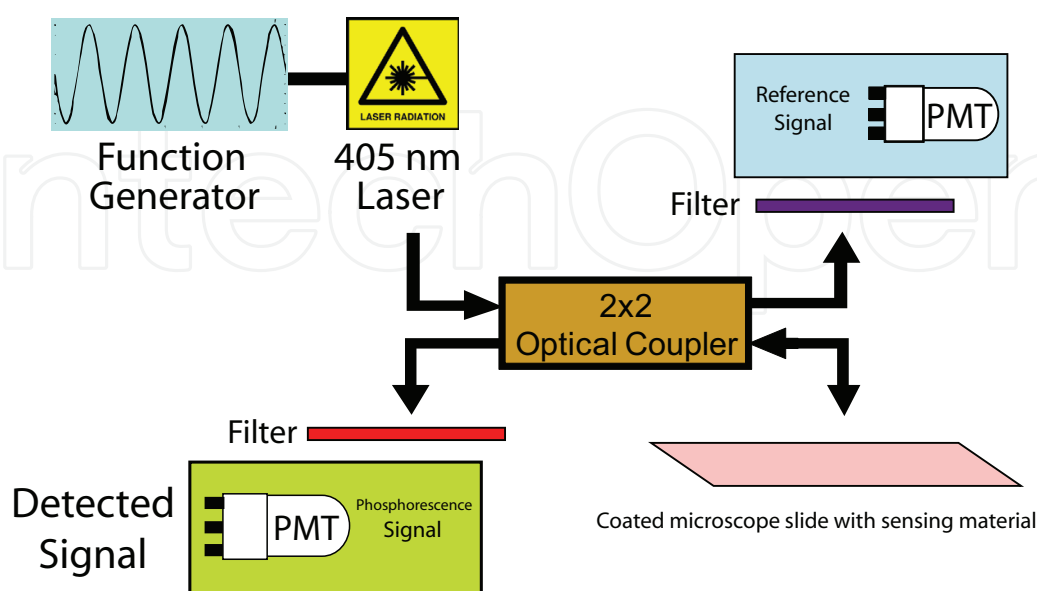 LASER RADIATION
Function
Generator
405 nm
Laser
Reference
Signal
PMT
Filter
2x2
Optical Coupler
Filter
Detected
Signal
PMT
Phosphorescence
Signal
Coated microscope slide with sensing material
ntechOpen